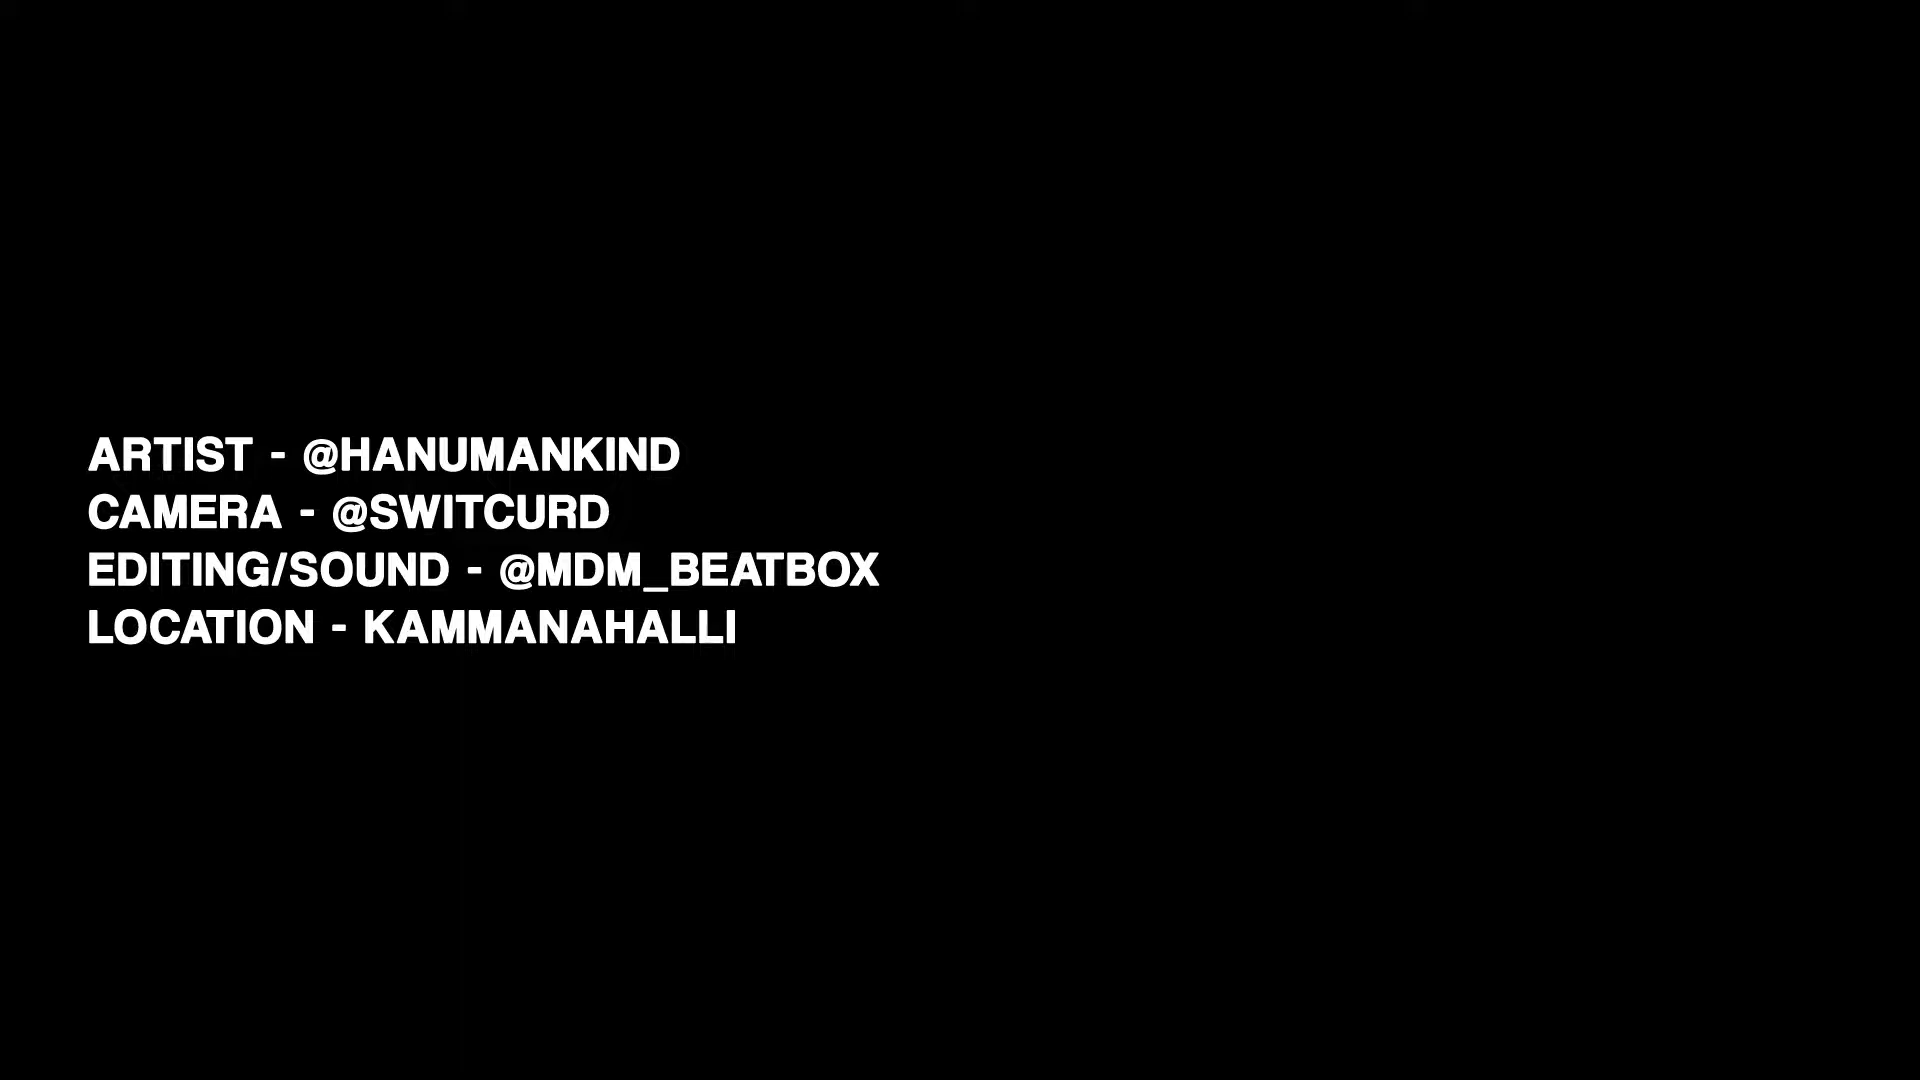 ARTIST - @HANUMANKIND
CAMERA - @SWITCURD
EDITING/SOUND - @MDM_BEATBOX
LOCATION - KAMMANAHALLI